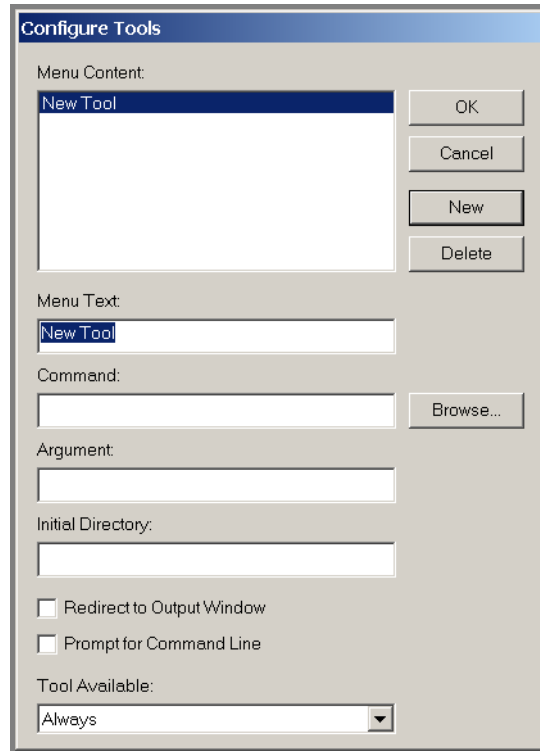 Configure Tools
Menu Content:
New Tool
OK
Cancel
New
Delete
Menu Text:
New Tool
Command:
Browse...
Argument:
Initial Directory:
Redirect to Output Window
Prompt for Command Line
Tool Available:
Always